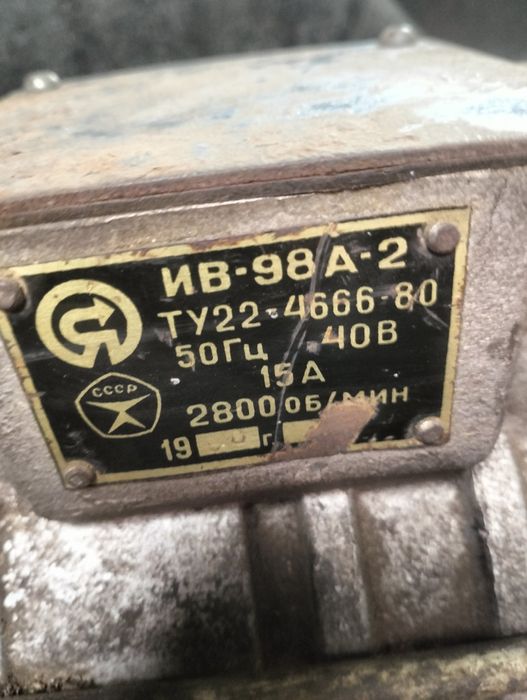 ИВ-98А-2
ТУ22-4666-80
50Гц 40В
15А
2800 ОБ/МИН
19 г
СССР